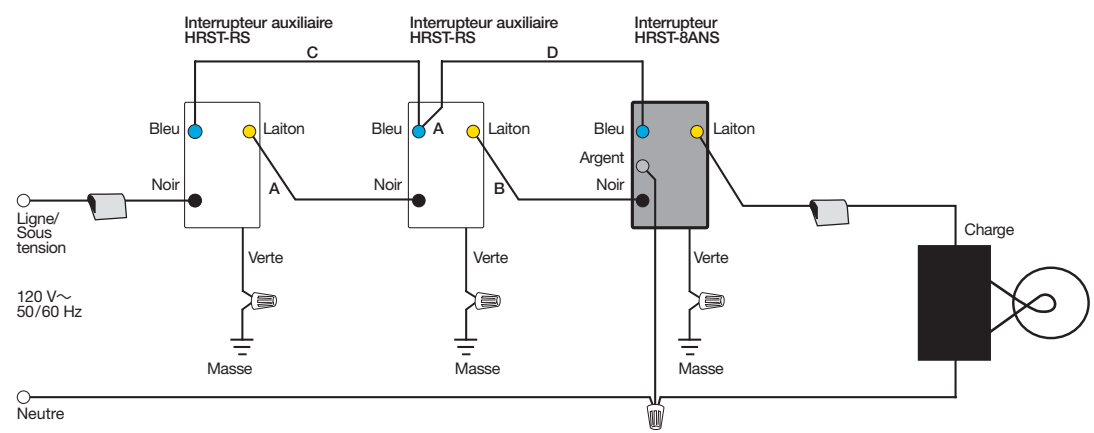 Interrupteur auxiliaire
HRST-RS
Interrupteur auxiliaire
HRST-RS
Interrupteur
HRST-8ANS
C
D
Bleu
Laiton
Bleu
A
Laiton
Bleu
Laiton
Argent
Noir
A
Noir
B
Noir
Ligne/
Sous
tension
Charge
Verte
Verte
Verte
120 V~
50/60 Hz
Masse
Masse
Masse
Neutre